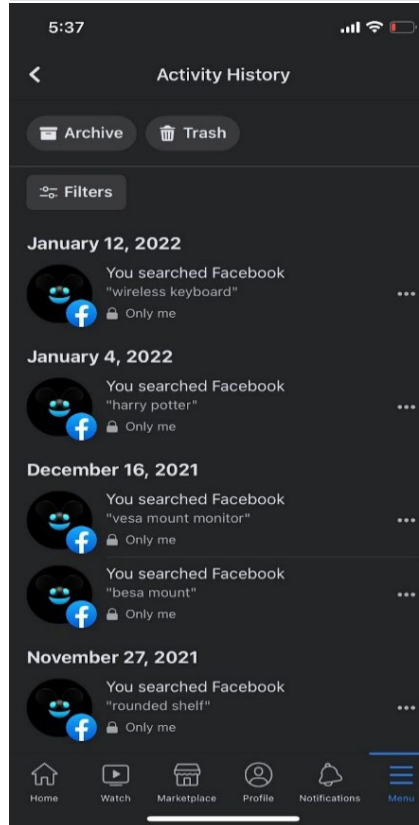 5:37
Activity History
Archive
Trash
Filters
January 12, 2022
You searched Facebook
"wireless keyboard"
Only me
January 4, 2022
You searched Facebook
"harry potter"
Only me
December 16, 2021
You searched Facebook
"vesa mount monitor"
Only me
You searched Facebook
"besa mount"
Only me
November 27, 2021
You searched Facebook
"rounded shelf"
Only me
Home
Watch
Marketplace
Profile
Notifications
Menu